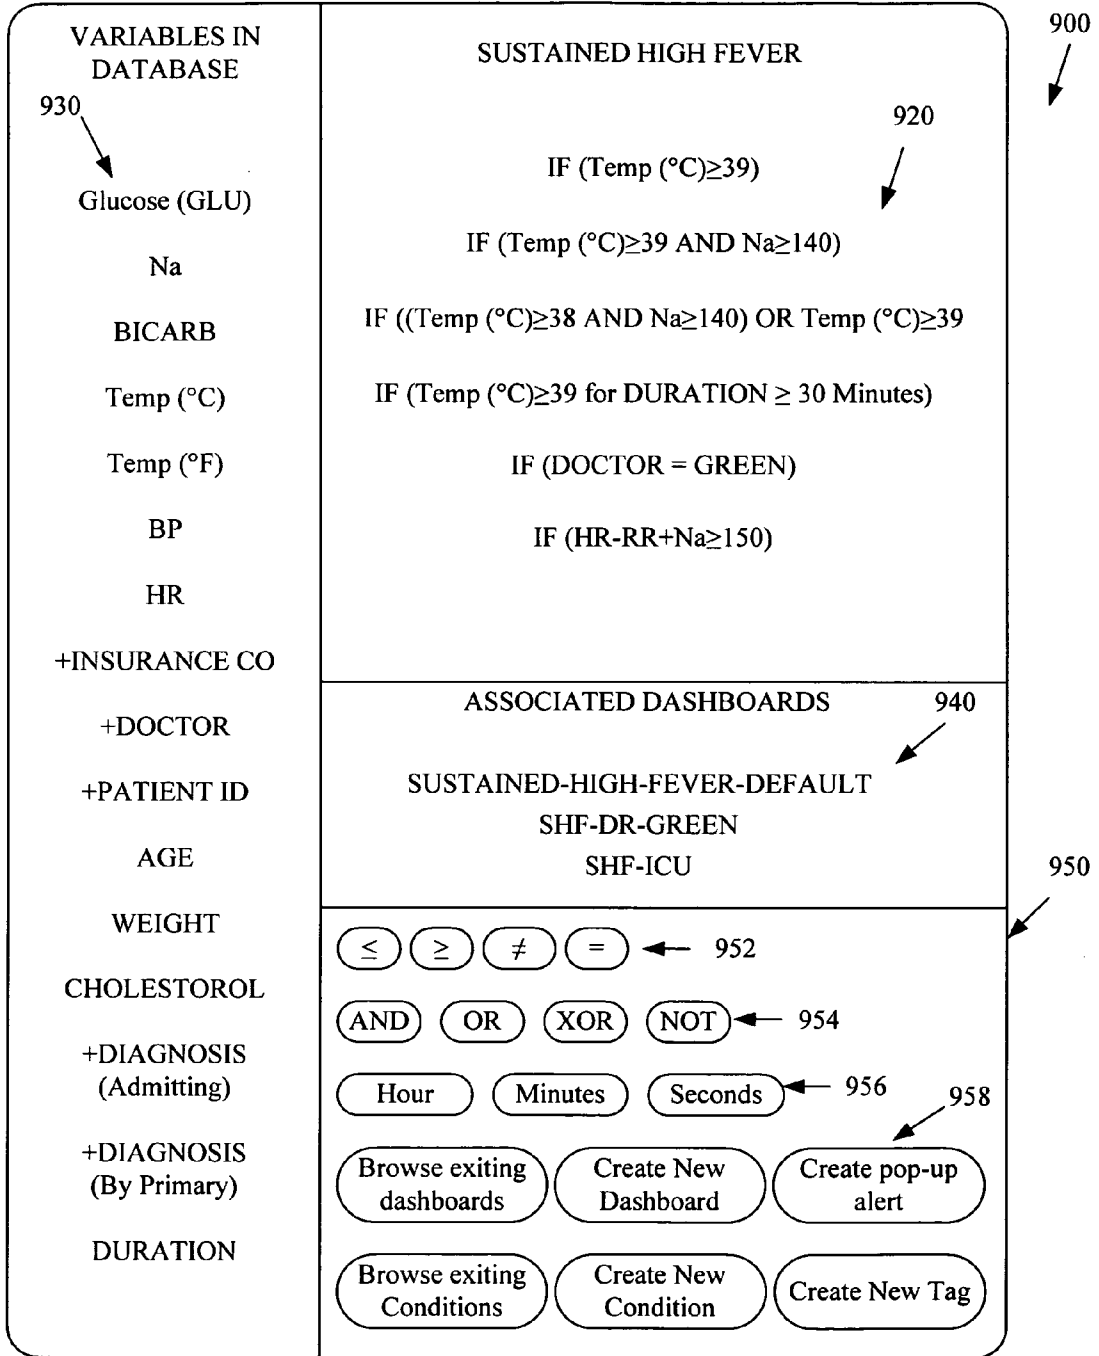 VARIABLES IN
DATABASE
930
Glucose (GLU)
Na
BICARB
Temp (°C)
Temp (°F)
BP
HR
+INSURANCE CO
+DOCTOR
+PATIENT ID
AGE
WEIGHT
CHOLESTOROL
+DIAGNOSIS
(Admitting)
+DIAGNOSIS
(By Primary)
DURATION
SUSTAINED HIGH FEVER
900
920
IF (Temp (°C)≥39)
IF (Temp (°C)≥39 AND Na≥140)
IF ((Temp (°C)≥38 AND Na≥140) OR Temp (°C)≥39
IF (Temp (°C)≥39 for DURATION ≥ 30 Minutes)
IF (DOCTOR = GREEN)
IF (HR-RR+Na≥150)
ASSOCIATED DASHBOARDS
940
SUSTAINED-HIGH-FEVER-DEFAULT
SHF-DR-GREEN
SHF-ICU
950
≤ ≥ ≠ = 952
AND OR XOR NOT 954
Hour Minutes Seconds 956
958
Browse exiting
dashboards
Create New
Dashboard
Create pop-up
alert
Browse exiting
Conditions
Create New
Condition
Create New Tag